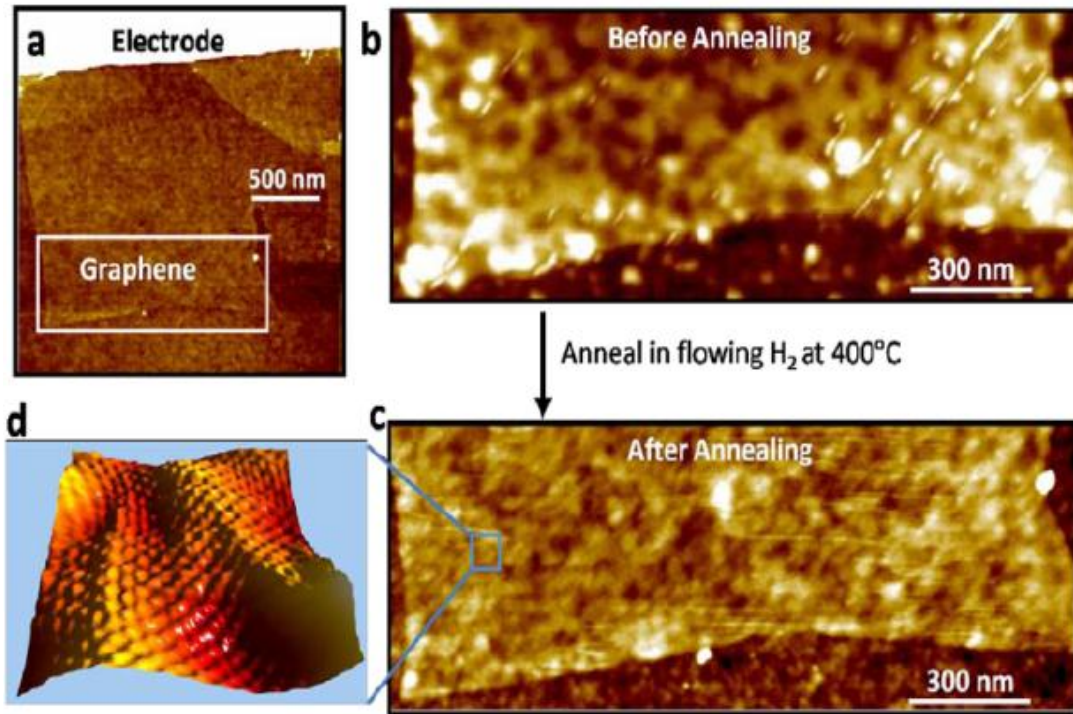 a
Electrode
500 nm
Graphene
b
Before Annealing
300 nm
Anneal in flowing H₂ at 400°C
d
c
After Annealing
300 nm